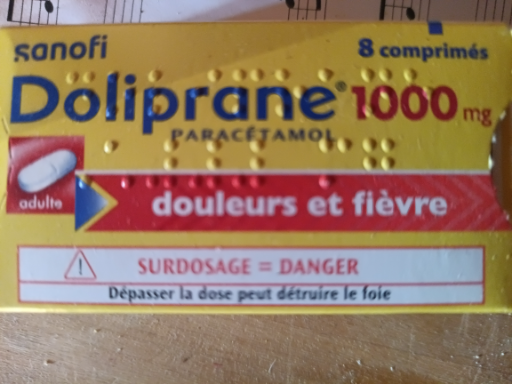 sanofi
8 comprimés
Doliprane® 1000 mg
PARACÉTAMOL
adulte
douleurs et fièvre
SURDOSAGE = DANGER
Dépasser la dose peut détruire le foie